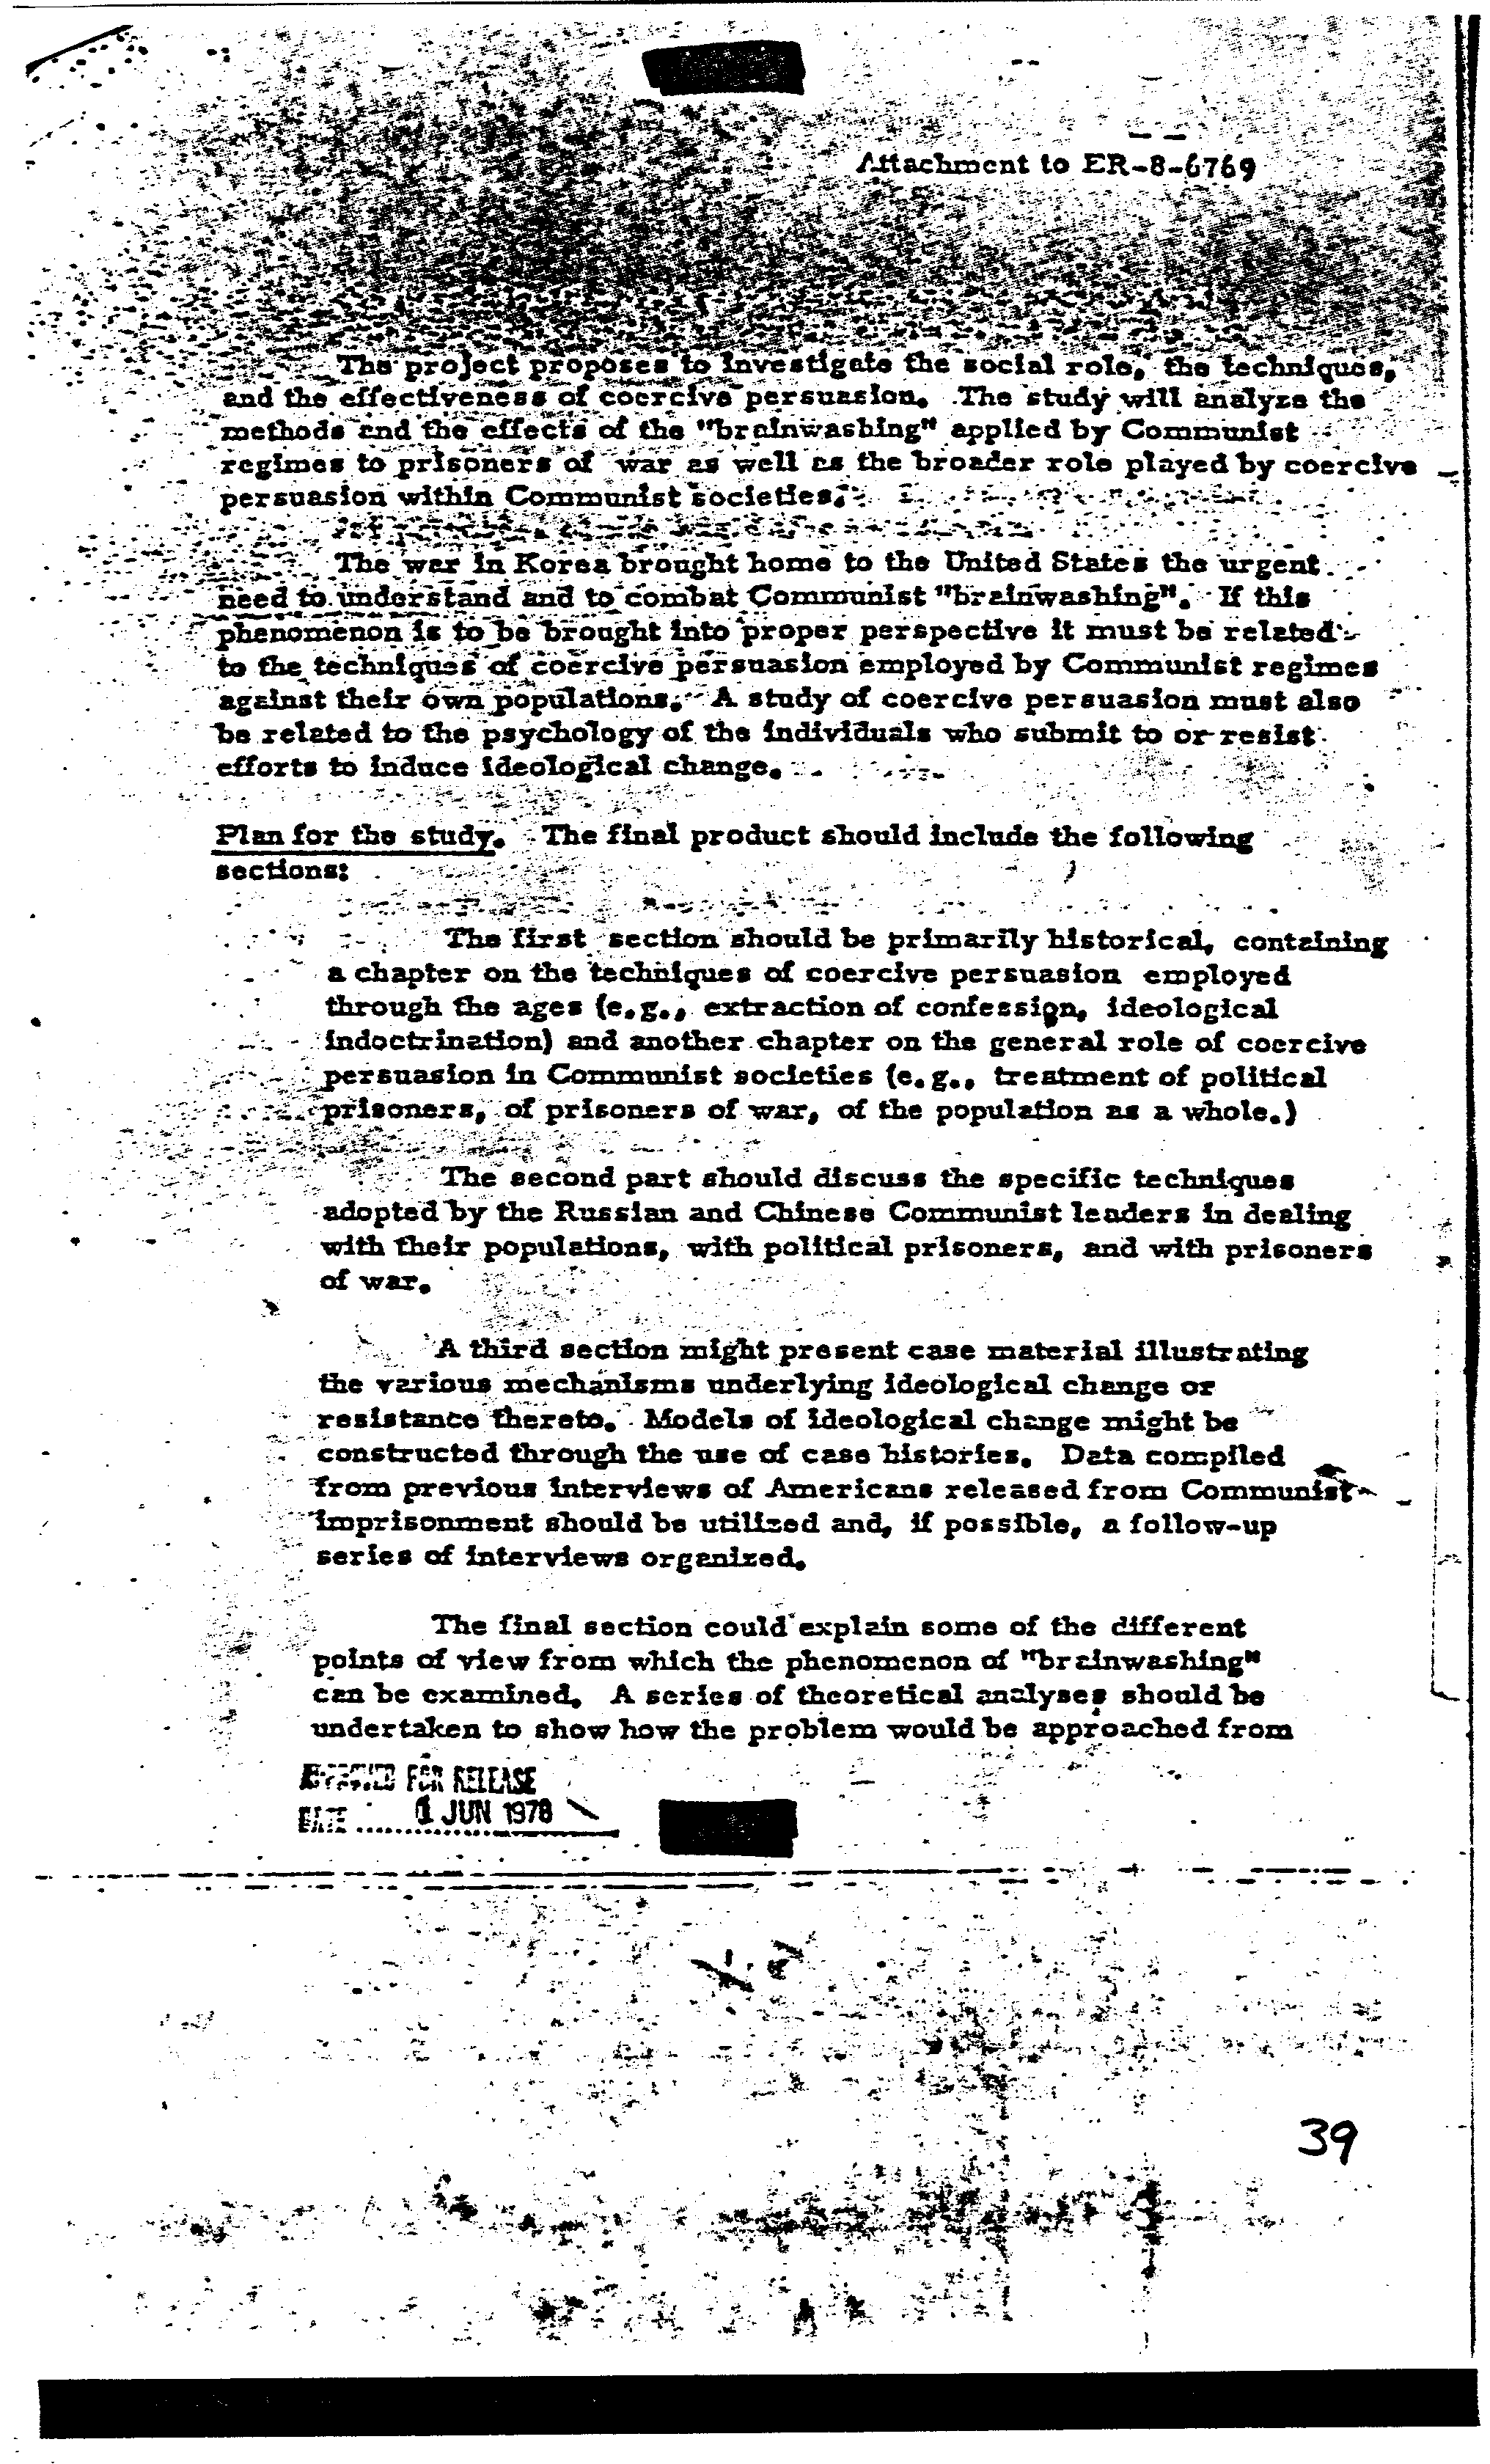 Attachment to ER-8-6769
The project proposes to investigate the social role, the techniques,
and the effectiveness of coercive persuasion. The study will analyze the
methods and the effects of the "brainwashing" applied by Communist
regimes to prisoners of war as well as the broader role played by coercive
persuasion within Communist societies.
The war in Korea brought home to the United States the urgent
need to understand and to combat Communist "brainwashing". If this
phenomenon is to be brought into proper perspective it must be related
to the techniques of coercive persuasion employed by Communist regimes
against their own populations. A study of coercive persuasion must also
be related to the psychology of the individuals who submit to or resist
efforts to induce ideological change.
Plan for the study. The final product should include the following
sections:
The first section should be primarily historical, containing
a chapter on the techniques of coercive persuasion employed
through the ages (e.g., extraction of confession, ideological
indoctrination) and another chapter on the general role of coercive
persuasion in Communist societies (e.g., treatment of political
prisoners, of prisoners of war, of the population as a whole.)
The second part should discuss the specific techniques
adopted by the Russian and Chinese Communist leaders in dealing
with their populations, with political prisoners, and with prisoners
of war.
A third section might present case material illustrating
the various mechanisms underlying ideological change or
resistance thereto. Models of ideological change might be
constructed through the use of case histories. Data compiled
from previous interviews of Americans released from Communist
imprisonment should be utilized and, if possible, a follow-up
series of interviews organized.
The final section could explain some of the different
points of view from which the phenomenon of "brainwashing"
can be examined. A series of theoretical analyses should be
undertaken to show how the problem would be approached from
APPROVED FOR RELEASE
DATE 1 JUN 1978
39